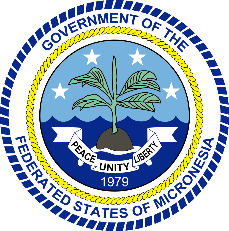 GOVERNMENT OF THE
PEACE UNITY LIBERTY
1979
FEDERATED STATES OF MICRONESIA